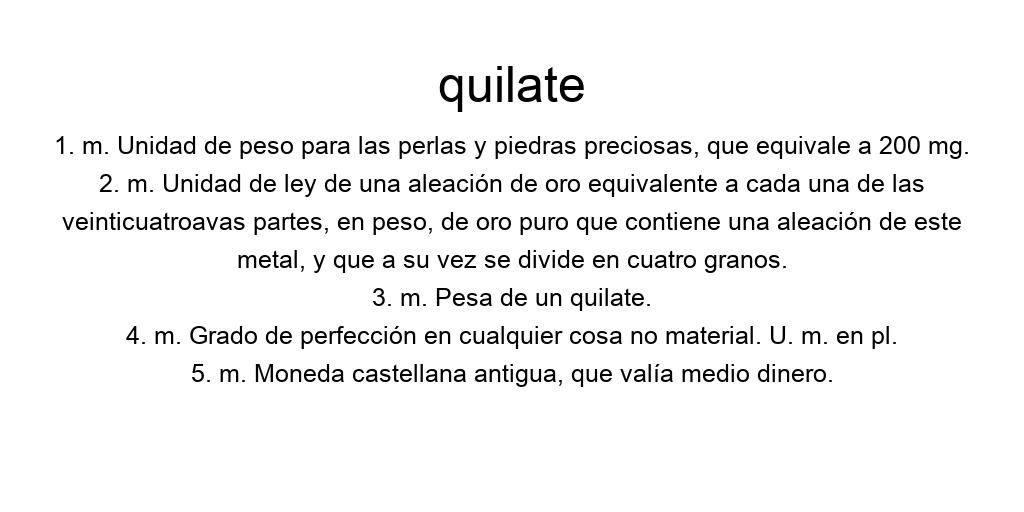 quilate
1. m. Unidad de peso para las perlas y piedras preciosas, que equivale a 200 mg.
2. m. Unidad de ley de una aleación de oro equivalente a cada una de las
veinticuatroavas partes, en peso, de oro puro que contiene una aleación de este
metal, y que a su vez se divide en cuatro granos.
3. m. Pesa de un quilate.
4. m. Grado de perfección en cualquier cosa no material. U. m. en pl.
5. m. Moneda castellana antigua, que valía medio dinero.